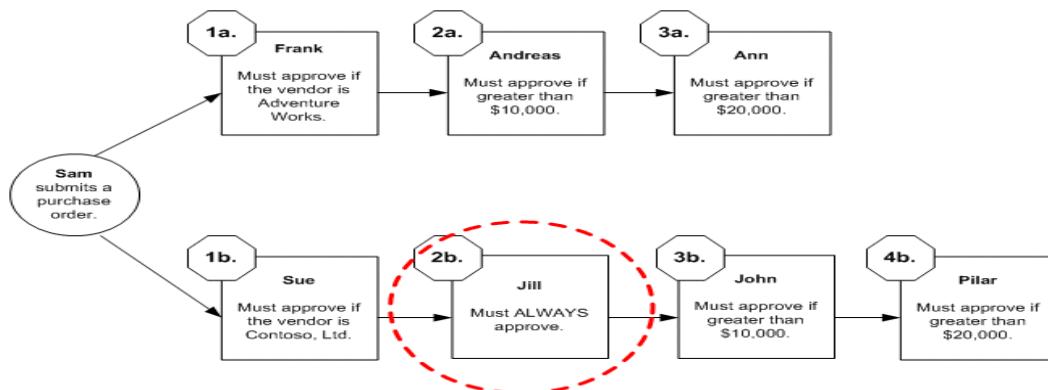 1a.
Frank
Must approve if
the vendor is
Adventure
Works.
2a.
Andreas
Must approve if
greater than
$10,000.
3a.
Ann
Must approve if
greater than
$20,000.
Sam
submits a
purchase
order.
1b.
Sue
Must approve if
the vendor is
Contoso, Ltd.
2b.
Jill
Must ALWAYS
approve.
3b.
John
Must approve if
greater than
$10,000.
4b.
Pilar
Must approve if
greater than
$20,000.